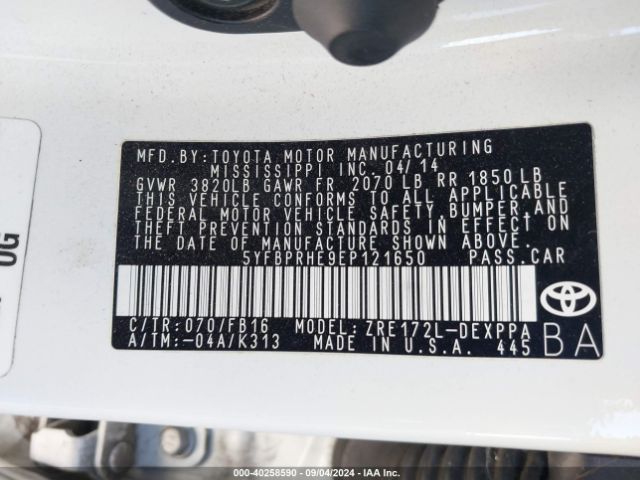 MFD.BY:TOYOTA MOTOR MANUFACTURING
MISSISSIPPI INC. 04/14
GVWR 3820LB GAWR FR 2070 LB RR 1850 LB
THIS VEHICLE CONFORMS TO ALL APPLICABLE
FEDERAL MOTOR VEHICLE SAFETY,BUMPER,AND
THEFT PREVENTION STANDARDS IN EFFECT ON
THE DATE OF MANUFACTURE SHOWN ABOVE.
5YFBPRHE9EP121650 PASS.CAR
C/TR:070/FB16 MODEL:ZRE172L-DEXPPA
A/TM:-04A/K313 MADE IN U.S.A. 445
BA
OG
000-40258590 - 09/04/2024 - IAA Inc.